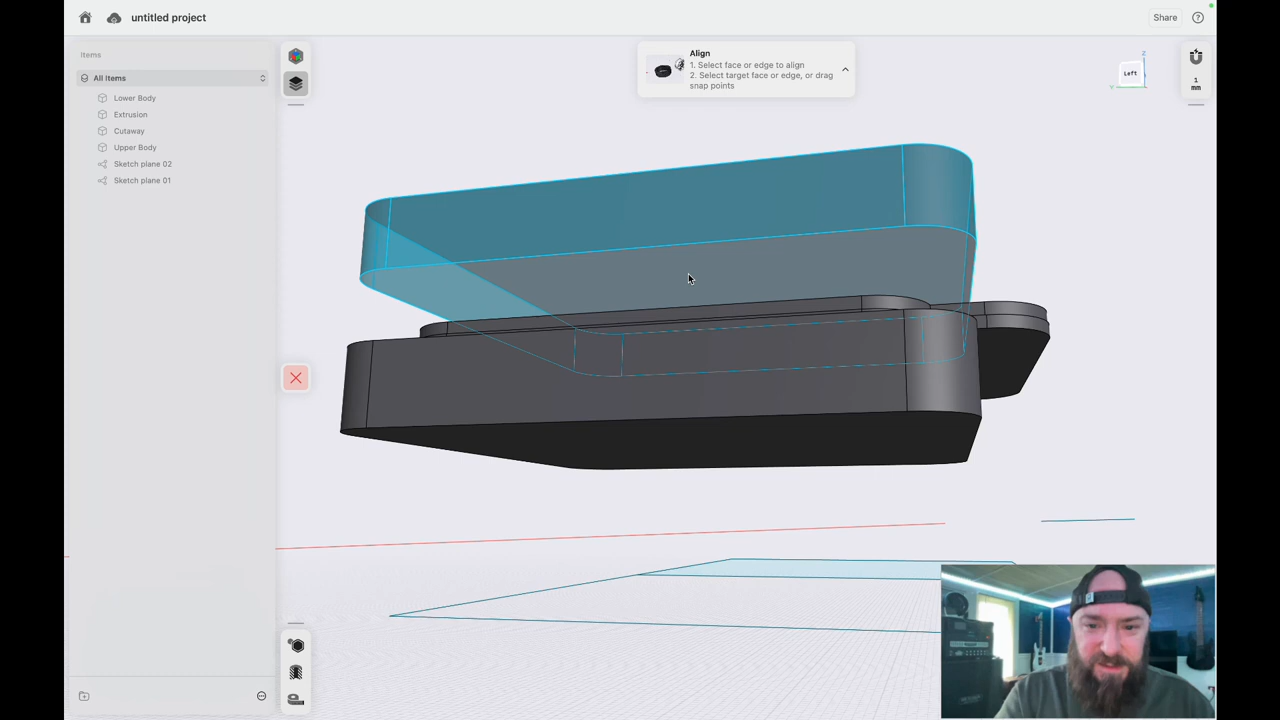 untitled project
Share
?
Items
All Items
Lower Body
Extrusion
Cutaway
Upper Body
Sketch plane 02
Sketch plane 01
Align
1. Select face or edge to align
2. Select target face or edge, or drag
snap points
Z
Left
Y
1
mm